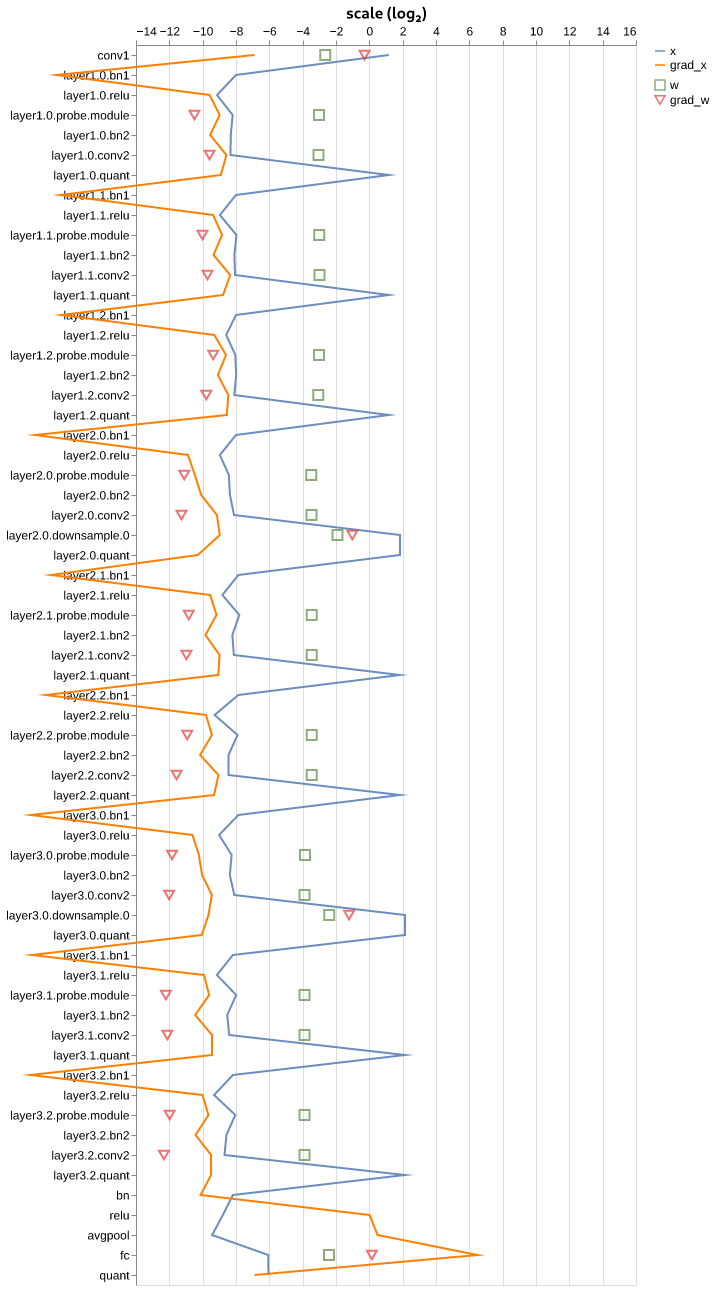 scale (log₂)
−14 −12 −10 −8 −6 −4 −2 0 2 4 6 8 10 12 14 16
x
grad_x
w
grad_w
conv1
layer1.0.bn1
layer1.0.relu
layer1.0.probe.module
layer1.0.bn2
layer1.0.conv2
layer1.0.quant
layer1.1.bn1
layer1.1.relu
layer1.1.probe.module
layer1.1.bn2
layer1.1.conv2
layer1.1.quant
layer1.2.bn1
layer1.2.relu
layer1.2.probe.module
layer1.2.bn2
layer1.2.conv2
layer1.2.quant
layer2.0.bn1
layer2.0.relu
layer2.0.probe.module
layer2.0.bn2
layer2.0.conv2
layer2.0.downsample.0
layer2.0.quant
layer2.1.bn1
layer2.1.relu
layer2.1.probe.module
layer2.1.bn2
layer2.1.conv2
layer2.1.quant
layer2.2.bn1
layer2.2.relu
layer2.2.probe.module
layer2.2.bn2
layer2.2.conv2
layer2.2.quant
layer3.0.bn1
layer3.0.relu
layer3.0.probe.module
layer3.0.bn2
layer3.0.conv2
layer3.0.downsample.0
layer3.0.quant
layer3.1.bn1
layer3.1.relu
layer3.1.probe.module
layer3.1.bn2
layer3.1.conv2
layer3.1.quant
layer3.2.bn1
layer3.2.relu
layer3.2.probe.module
layer3.2.bn2
layer3.2.conv2
layer3.2.quant
bn
relu
avgpool
fc
quant